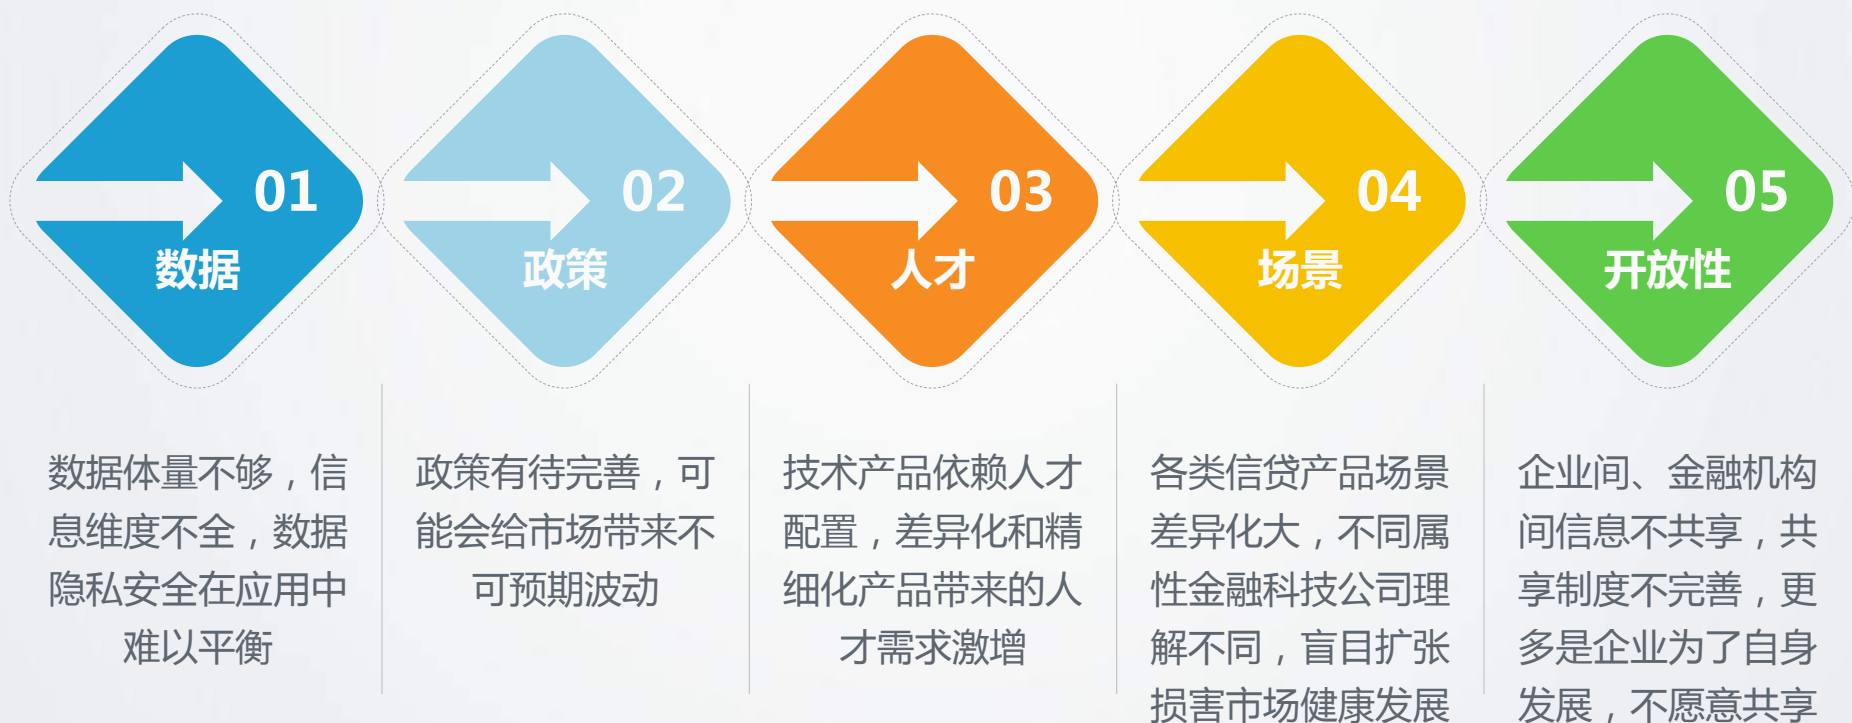 01
数据
数据体量不够，信
息维度不全，数据
隐私安全在应用中
难以平衡
02
政策
政策有待完善，可
能会给市场带来不
可预期波动
03
人才
技术产品依赖人才
配置，差异化和精
细化产品带来的人
才需求激增
04
场景
各类信贷产品场景
差异化大，不同属
性金融科技公司理
解不同，盲目扩张
损害市场健康发展
05
开放性
企业间、金融机构
间信息不共享，共
享制度不完善，更
多是企业为了自身
发展，不愿意共享